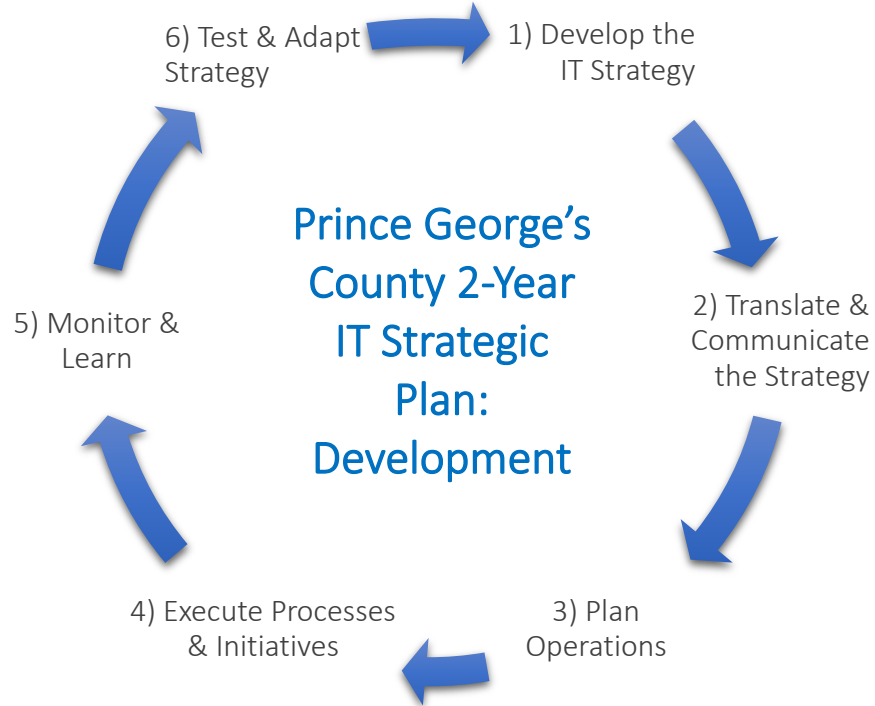 6) Test & Adapt
Strategy
1) Develop the
IT Strategy
Prince George’s
County 2-Year
IT Strategic
Plan:
Development
2) Translate &
Communicate
the Strategy
5) Monitor &
Learn
4) Execute Processes
& Initiatives
3) Plan
Operations